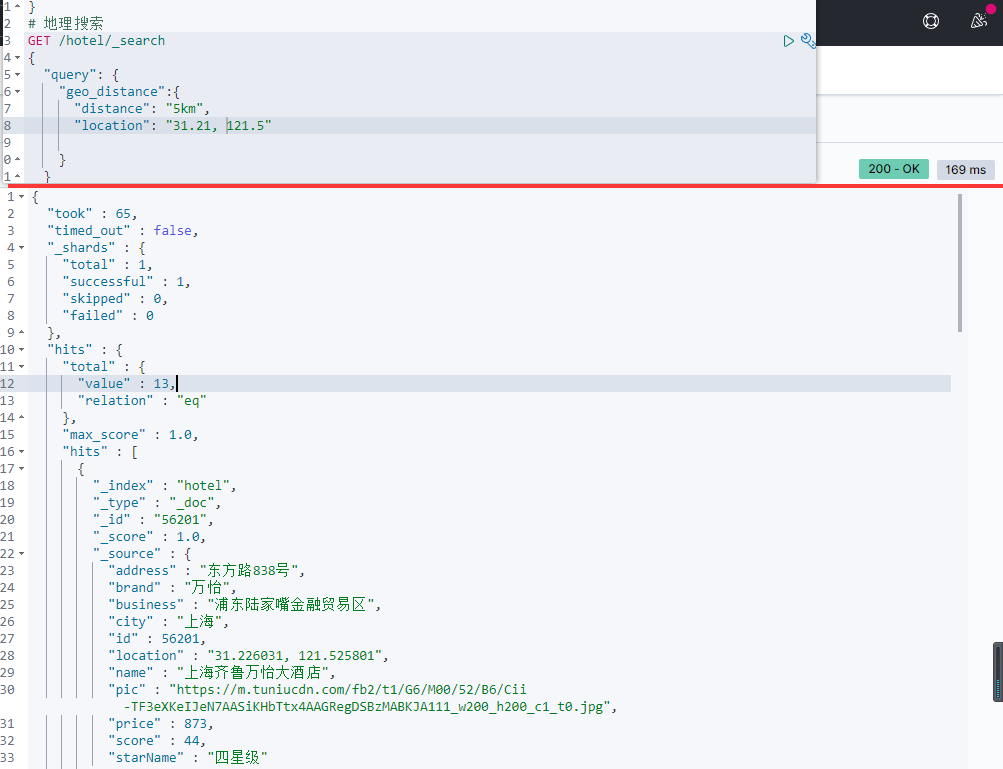 1 }
2 # 地理搜索
3 GET /hotel/_search
4 {
5 "query": {
6 "geo_distance":{
7 "distance": "5km",
8 "location": "31.21, 121.5"
9
0 }
1 }
200 - OK 169 ms
1 {
2 "took" : 65,
3 "timed_out" : false,
4 "_shards" : {
5 "total" : 1,
6 "successful" : 1,
7 "skipped" : 0,
8 "failed" : 0
9 },
10 "hits" : {
11 "total" : {
12 "value" : 13,
13 "relation" : "eq"
14 },
15 "max_score" : 1.0,
16 "hits" : [
17 {
18 "_index" : "hotel",
19 "_type" : "_doc",
20 "_id" : "56201",
21 "_score" : 1.0,
22 "_source" : {
23 "address" : "东方路838号",
24 "brand" : "万怡",
25 "business" : "浦东陆家嘴金融贸易区",
26 "city" : "上海",
27 "id" : 56201,
28 "location" : "31.226031, 121.525801",
29 "name" : "上海齐鲁万怡大酒店",
30 "pic" : "https://m.tuniucdn.com/fb2/t1/G6/M00/52/B6/Cii
-TF3eXKeIJeN7AASiKHbTtx4AAGRegDSBzMABKJA111_w200_h200_c1_t0.jpg",
31 "price" : 873,
32 "score" : 44,
33 "starName" : "四星级"